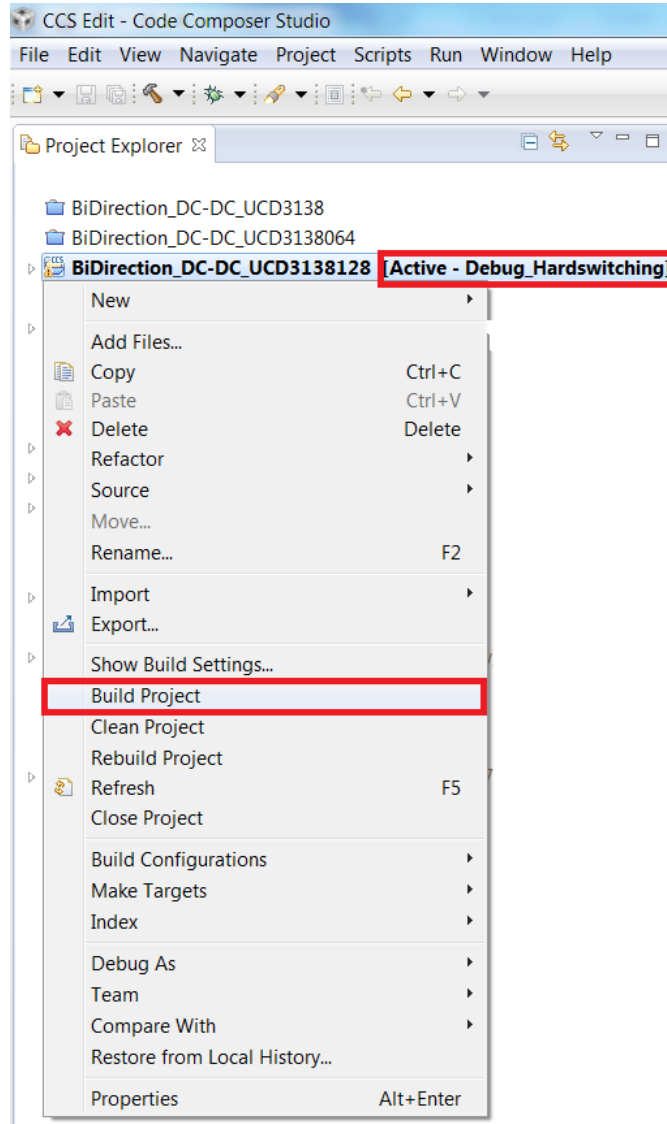 CCS Edit - Code Composer Studio
File Edit View Navigate Project Scripts Run Window Help
Project Explorer
BiDirection_DC-DC_UCD3138
BiDirection_DC-DC_UCD3138064
BiDirection_DC-DC_UCD3138128 [Active - Debug_Hardswitching]
New
Add Files...
Copy Ctrl+C
Paste Ctrl+V
Delete Delete
Refactor
Source
Move...
Rename... F2
Import
Export...
Show Build Settings...
Build Project
Clean Project
Rebuild Project
Refresh F5
Close Project
Build Configurations
Make Targets
Index
Debug As
Team
Compare With
Restore from Local History...
Properties Alt+Enter